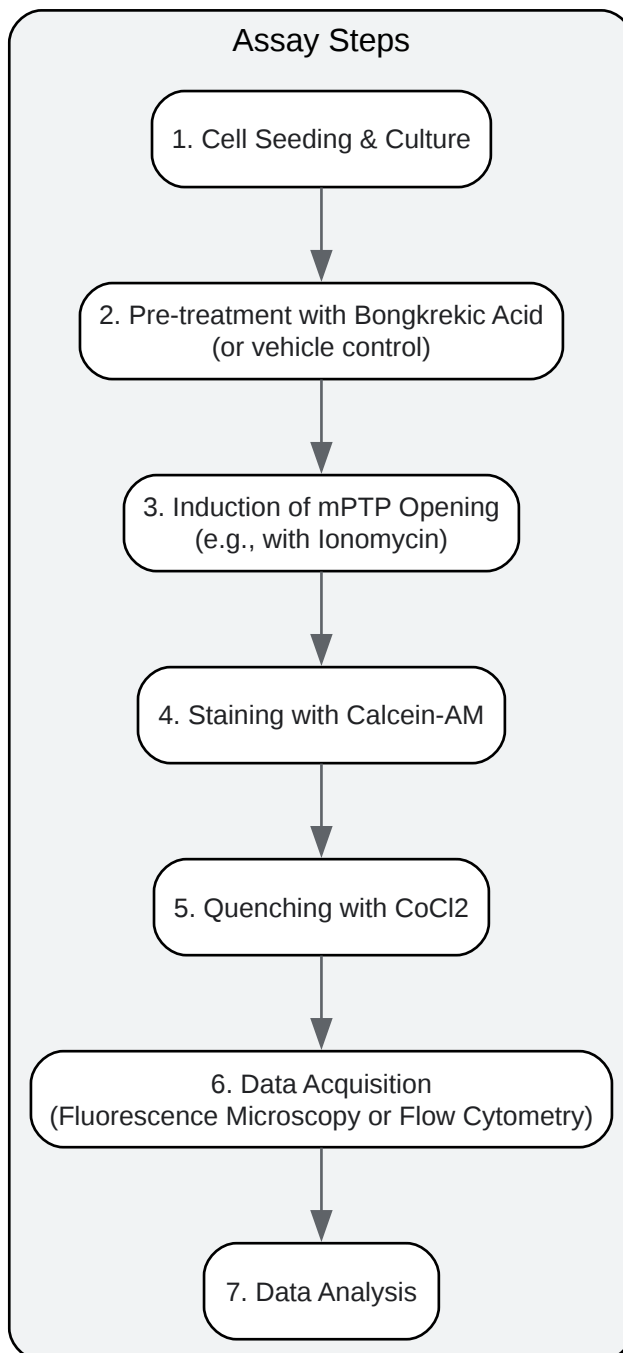 Assay Steps
1. Cell Seeding & Culture
2. Pre-treatment with Bongkrekic Acid
(or vehicle control)
3. Induction of mPTP Opening
(e.g., with Ionomycin)
4. Staining with Calcein-AM
5. Quenching with CoCl2
6. Data Acquisition
(Fluorescence Microscopy or Flow Cytometry)
7. Data Analysis